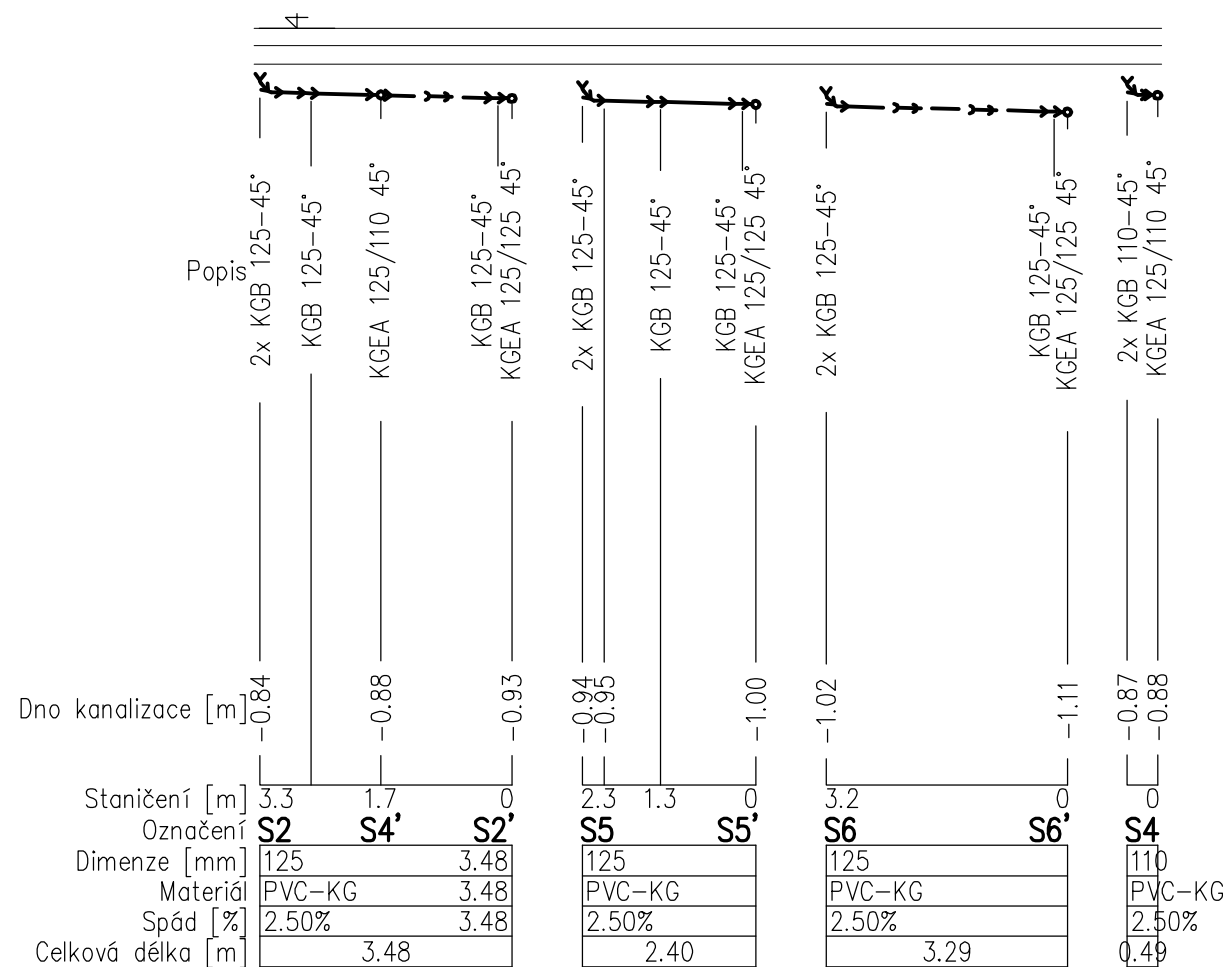 4
Popis
2x KGB 125-45°
KGB 125-45°
KGEA 125/110 45°
KGB 125-45°
KGEA 125/125 45°
2x KGB 125-45°
KGB 125-45°
KGB 125-45°
KGEA 125/125 45°
2x KGB 125-45°
KGB 125-45°
KGEA 125/125 45°
2x KGB 110-45°
KGEA 125/110 45°
Dno kanalizace [m] -0.84 -0.88 -0.93 -0.94 -0.95 -1.00 -1.02 -1.11 -0.87 -0.88
Staničení [m] 3.3 1.7 0 2.3 1.3 0 3.2 0 0
Označení S2 S4' S2' S5 S5' S6 S6' S4
Dimenze [mm] 125 3.48 125 125 110
Materiál PVC-KG 3.48 PVC-KG PVC-KG PVC-KG
Spád [%] 2.50% 3.48 2.50% 2.50% 2.50%
Celková délka [m] 3.48 2.40 3.29 0.49